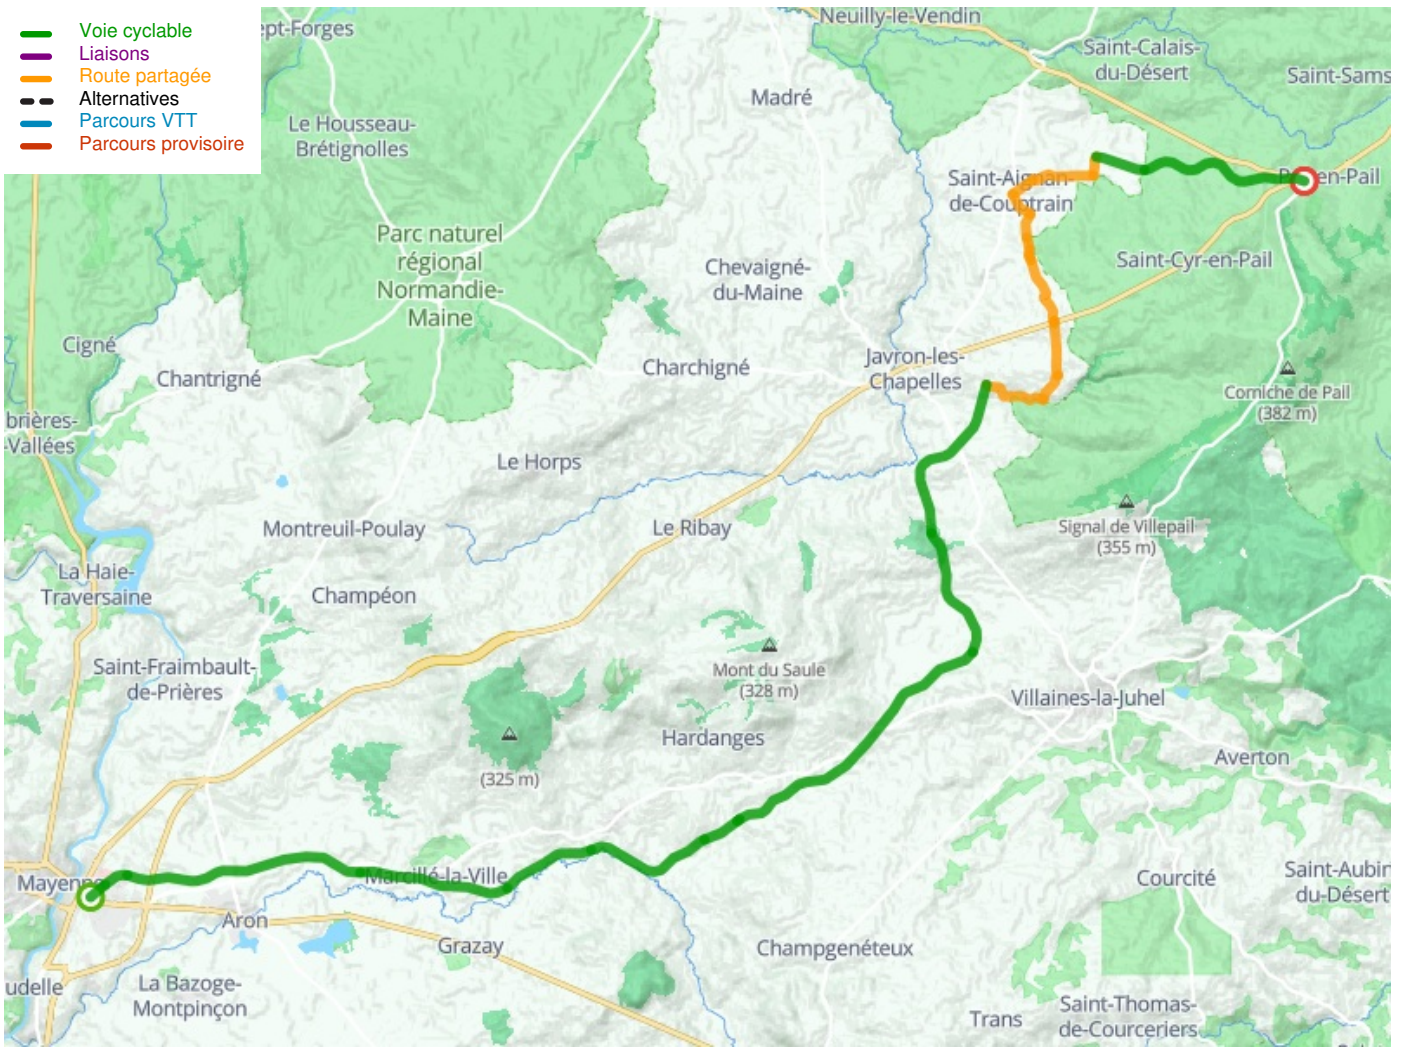 Voie cyclable
Liaisons
Route partagée
Alternatives
Parcours VTT
Parcours provisoire
ept-Forges
Neuilly-le-Vendin
Saint-Calais-
du-Désert
Saint-Sams
Madré
Le Housseau-
Brétignolles
Saint-Aignan-
de-Couptrain
en-Pail
Parc naturel
régional
Normandie-
Maine
Chevaigné-
du-Maine
Saint-Cyr-en-Pail
Cigné
Chantrigné
Charchigné
Javron-les-
Chapelles
Corniche de Pail
(382 m)
brières-
-Vallées
Le Horps
Montreuil-Poulay
Le Ribay
Signal de Villepail
(355 m)
La Haie-
Traversaine
Champéon
Saint-Fraimbault-
de-Prières
Mont du Saule
(328 m)
Villaines-la-Juhel
Hardanges
Averton
(325 m)
Mayenne
Marcillé-la-Ville
Courcité
Saint-Aubin
du-Désert
Aron
Grazay
Champgenéteux
udelle
La Bazoge-
Montpinçon
Trans
Saint-Thomas-
de-Courceriers